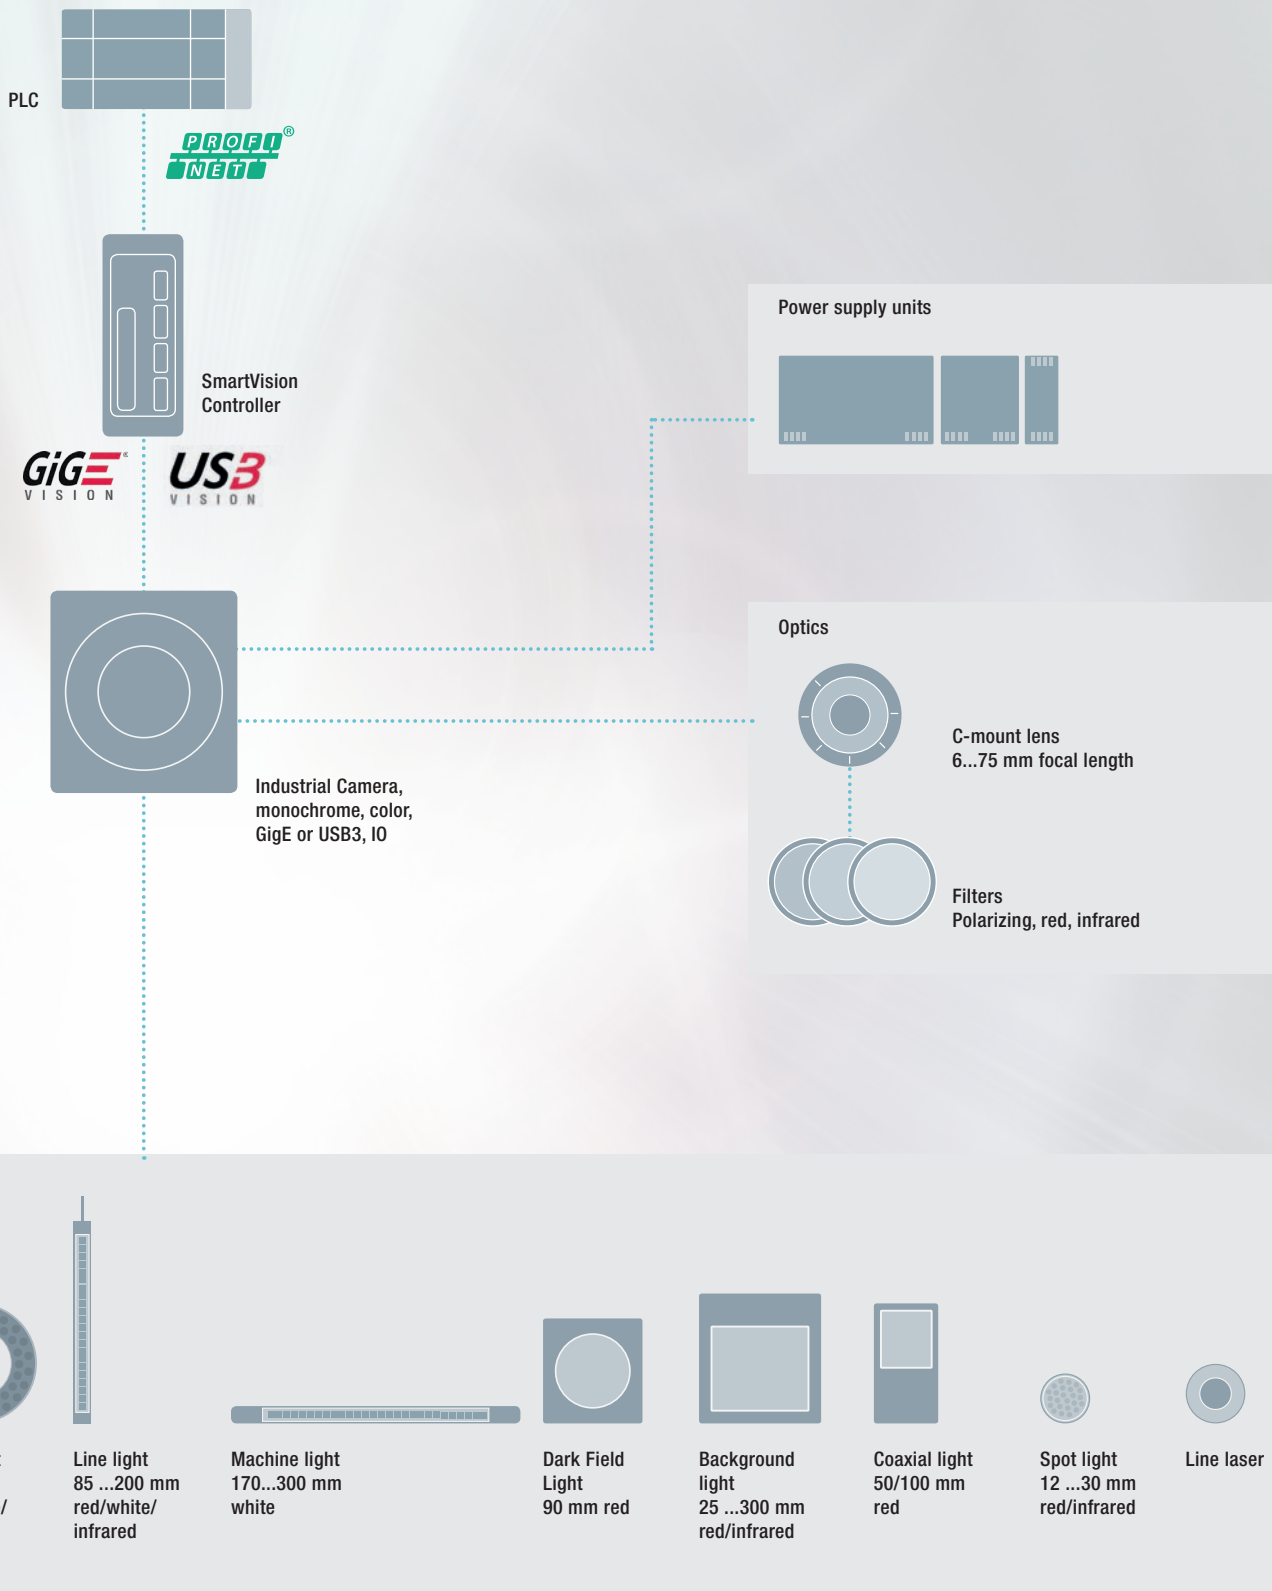 PLC
PROFI®
NET
SmartVision
Controller
GiGE®
VISION
USB
VISION
Power supply units
Optics
C-mount lens
6...75 mm focal length
Industrial Camera,
monochrome, color,
GigE or USB3, IO
Filters
Polarizing, red, infrared
/
Line light
85 ...200 mm
red/white/
infrared
Machine light
170...300 mm
white
Dark Field
Light
90 mm red
Background
light
25 ...300 mm
red/infrared
Coaxial light
50/100 mm
red
Spot light
12 ...30 mm
red/infrared
Line laser